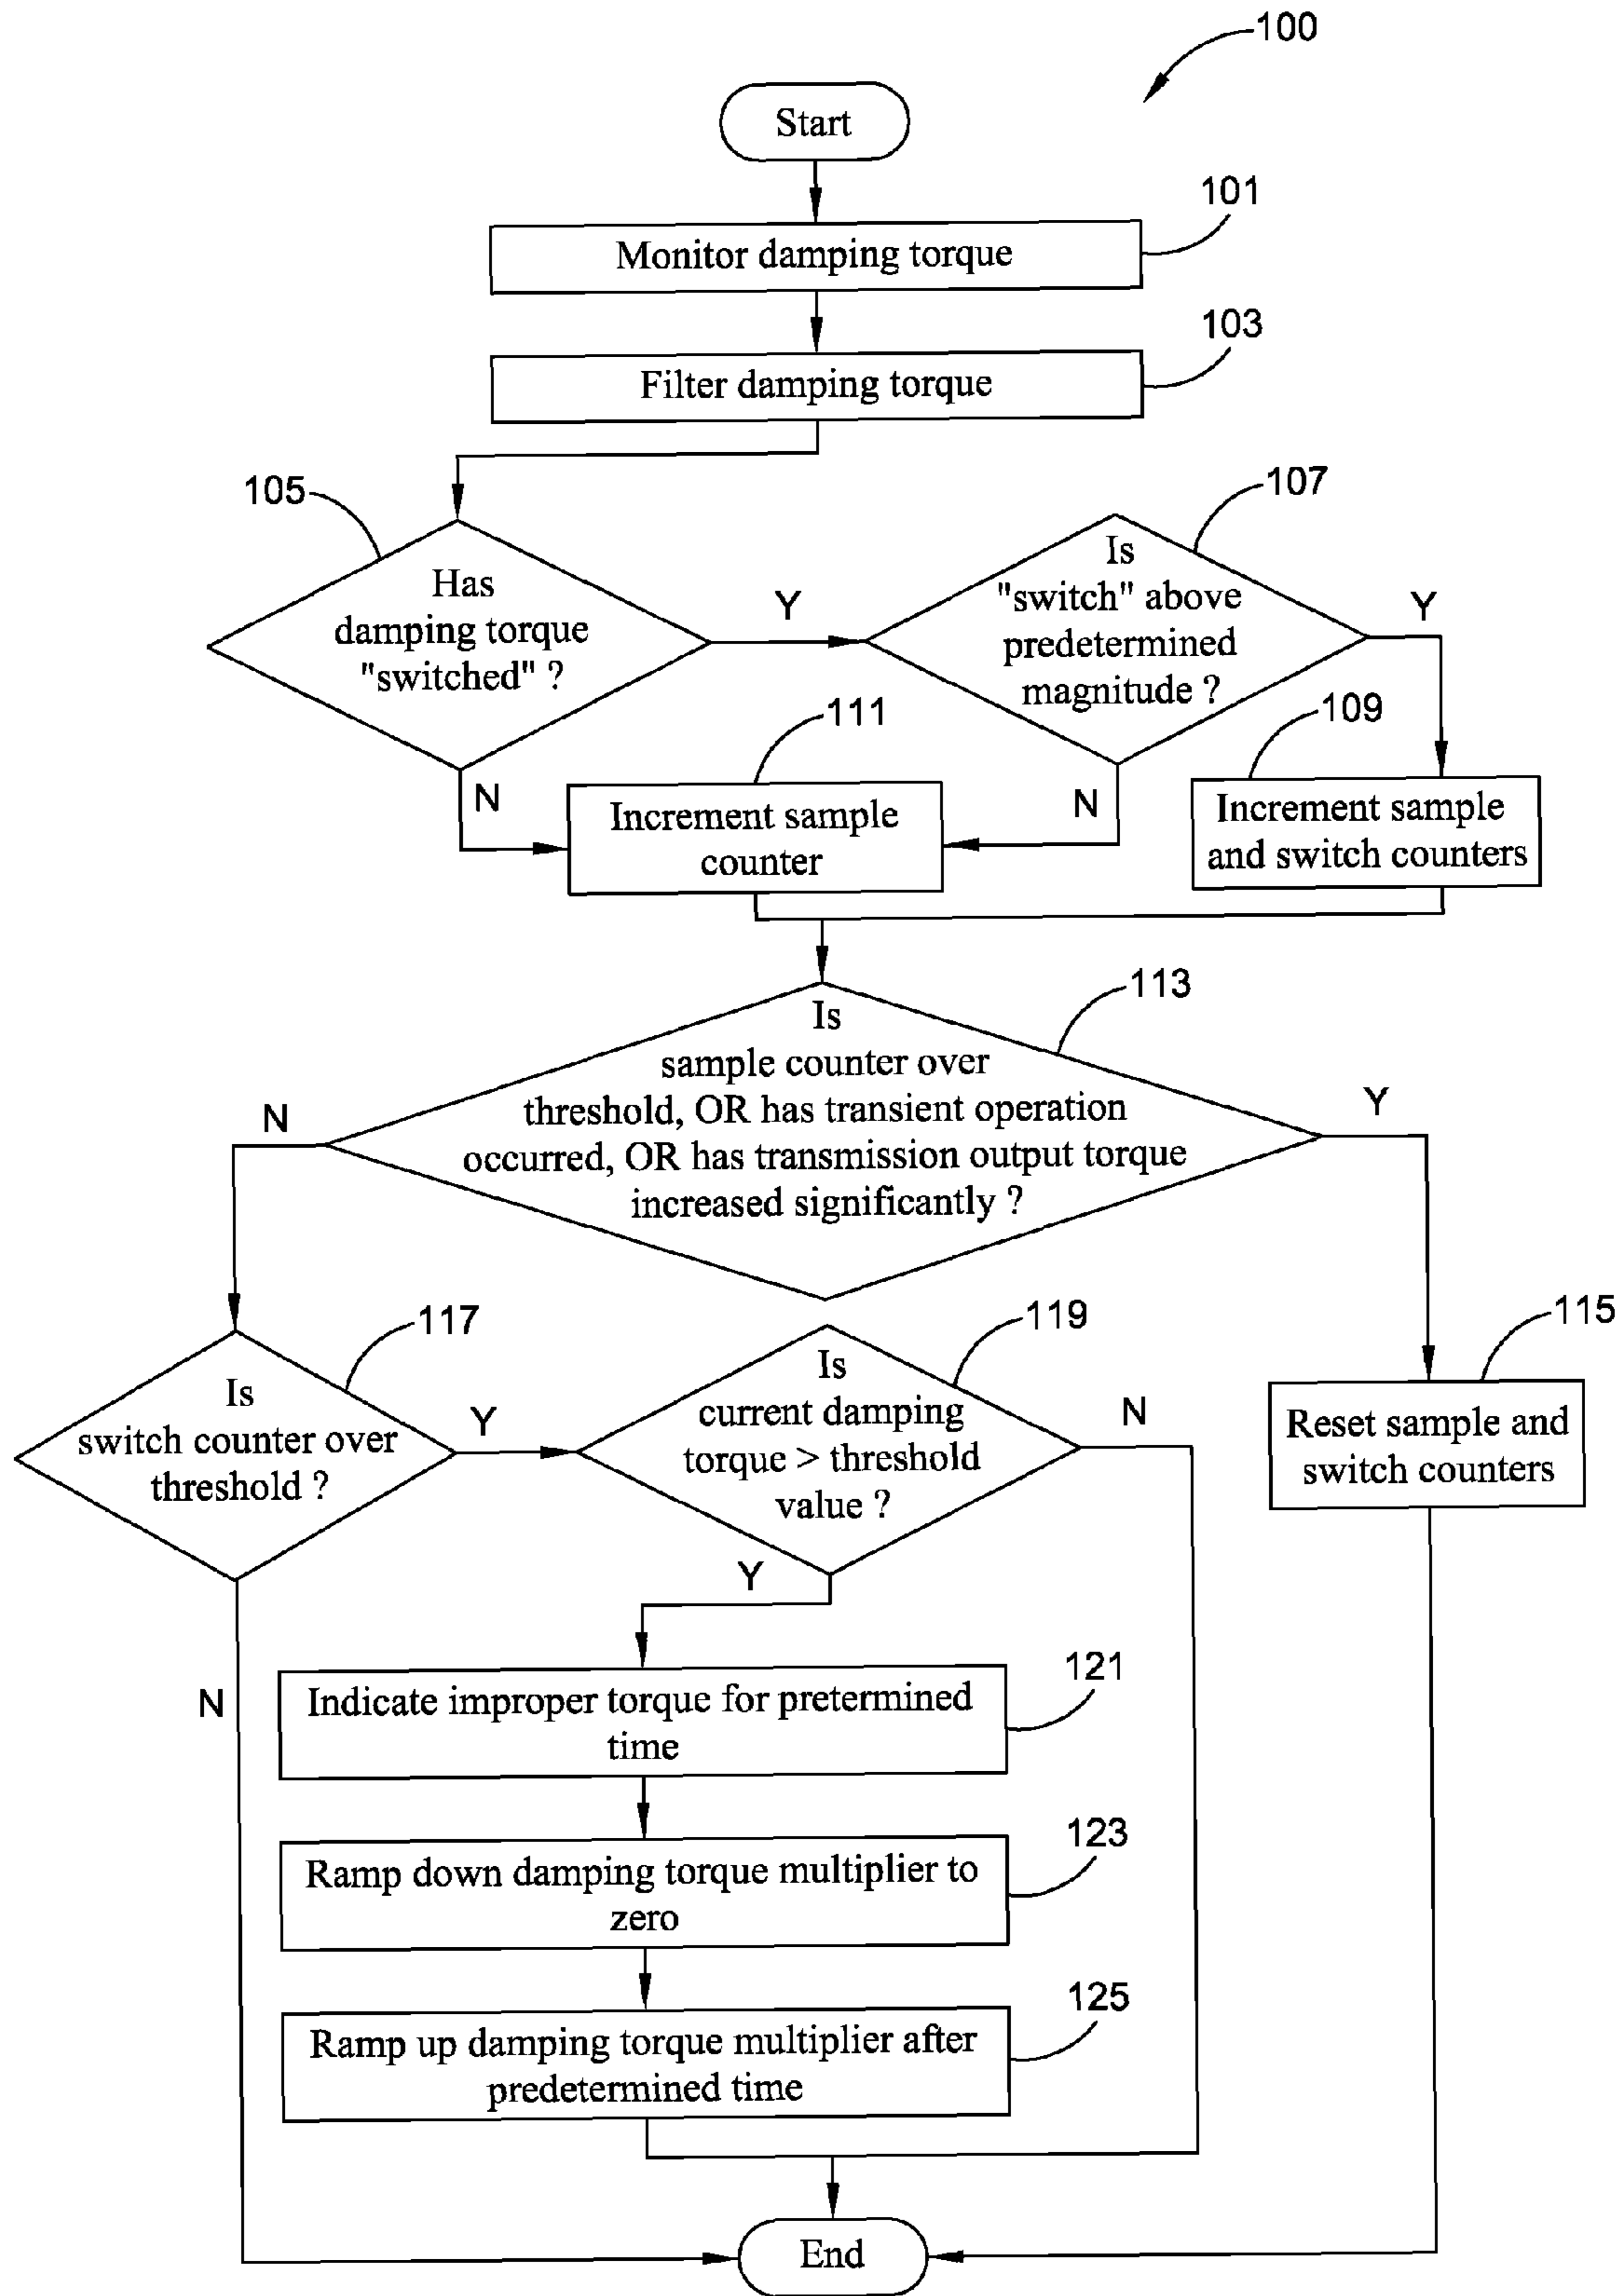 100
Start
101
Monitor damping torque
103
Filter damping torque
105
107
Has
damping torque
"switched" ?
Y
Is
"switch" above
predetermined
magnitude ?
Y
111
109
N
Increment sample
counter
N
Increment sample
and switch counters
113
Is
sample counter over
threshold, OR has transient operation
occurred, OR has transmission output torque
increased significantly ?
N
Y
117
119
115
Is
switch counter over
threshold ?
Y
Is
current damping
torque > threshold
value ?
N
Reset sample and
switch counters
Y
N
121
Indicate improper torque for pretermined
time
123
Ramp down damping torque multiplier to
zero
125
Ramp up damping torque multiplier after
predetermined time
End